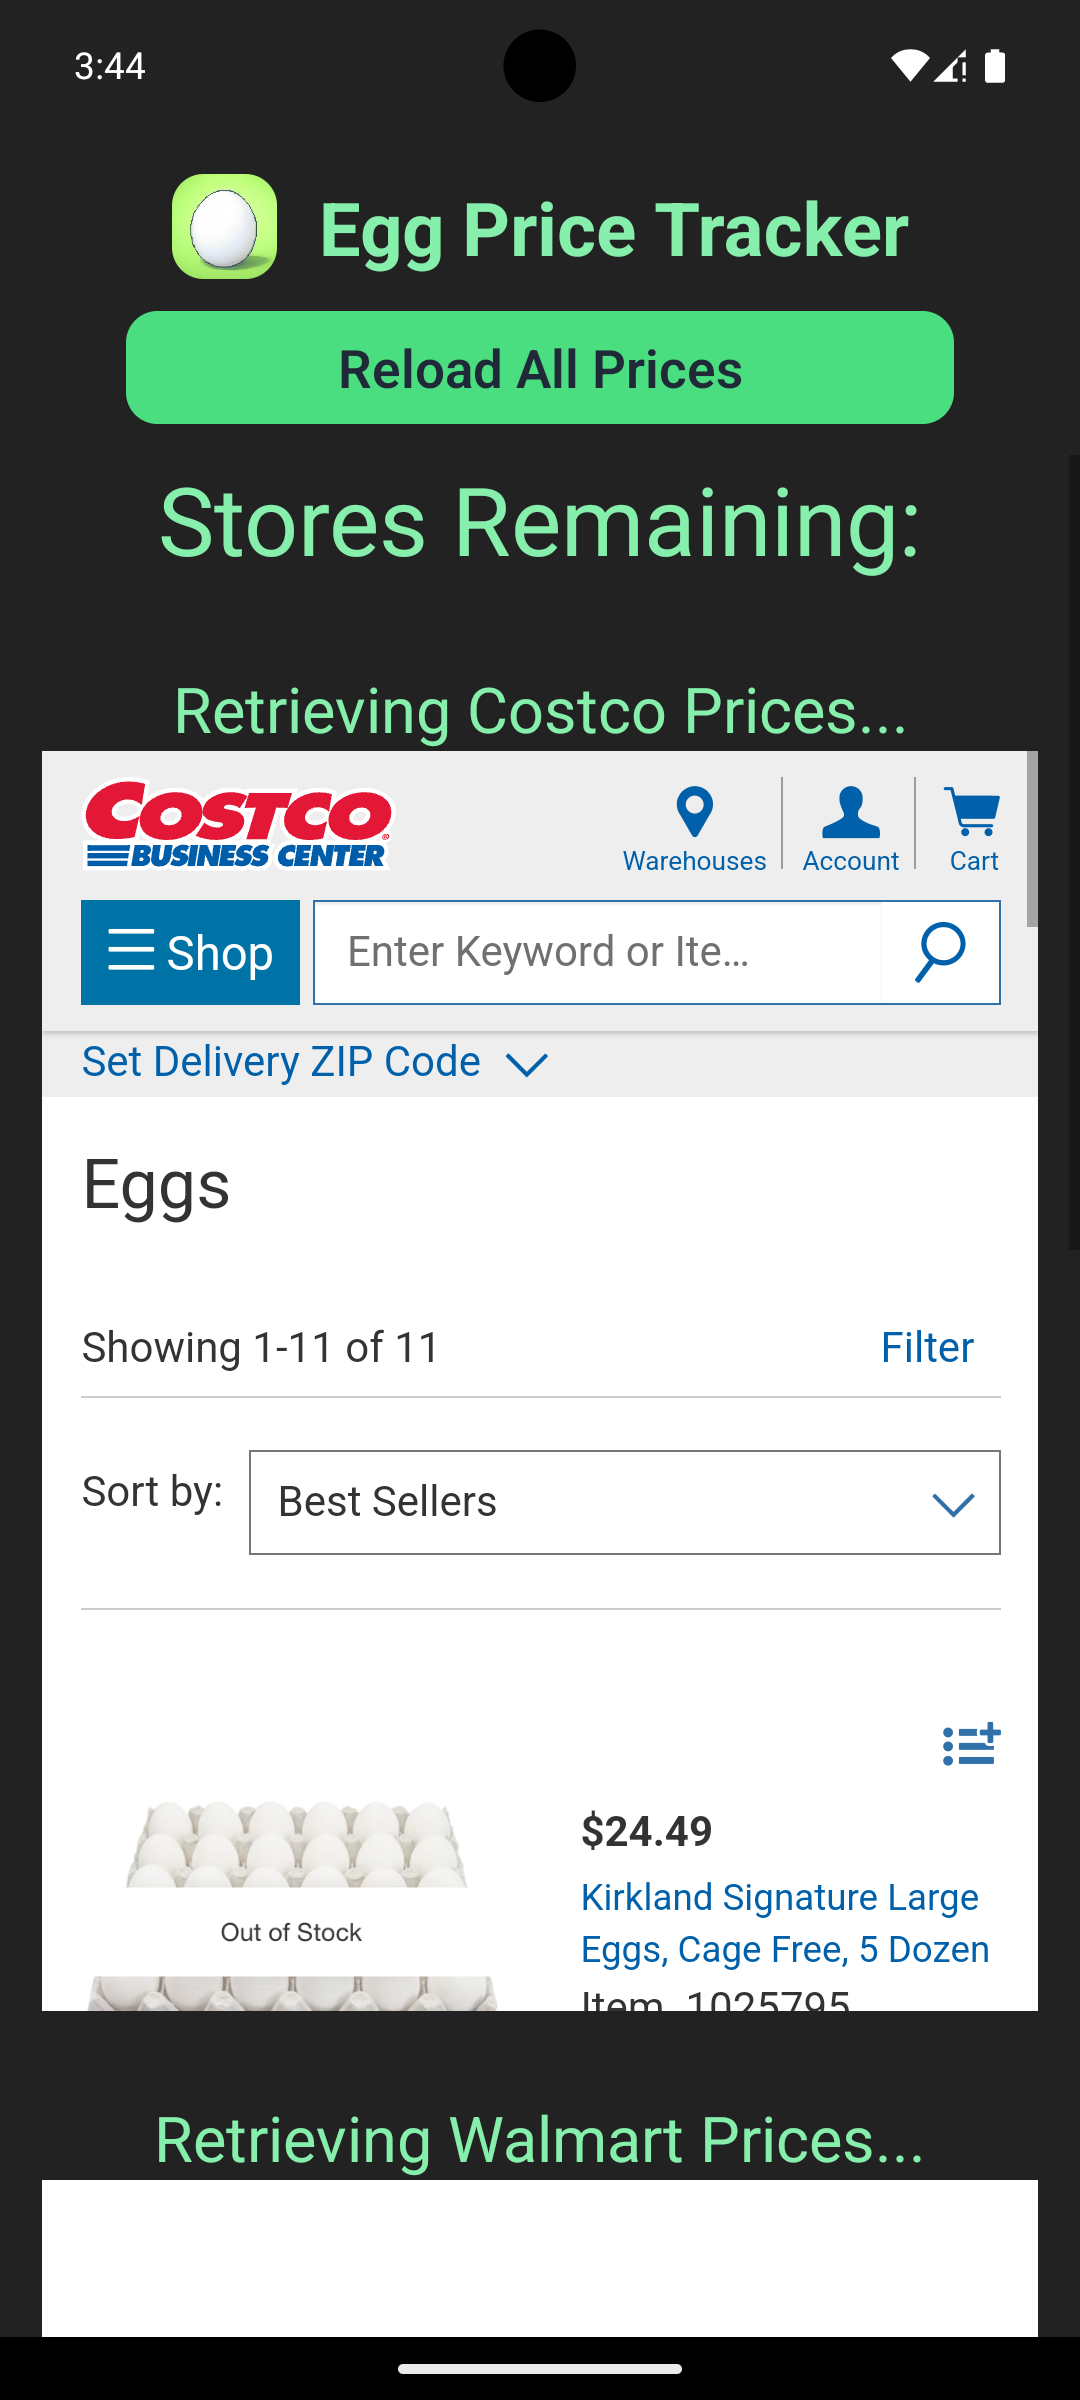 3:44
Egg Price Tracker
Reload All Prices
Stores Remaining:
Retrieving Costco Prices...
COSTCO
BUSINESS CENTER
Warehouses
Account
Cart
Shop
Enter Keyword or Ite...
Set Delivery ZIP Code
Eggs
Showing 1-11 of 11
Filter
Sort by:
Best Sellers
$24.49
Kirkland Signature Large
Eggs, Cage Free, 5 Dozen
Out of Stock
Item 1025795
Retrieving Walmart Prices...